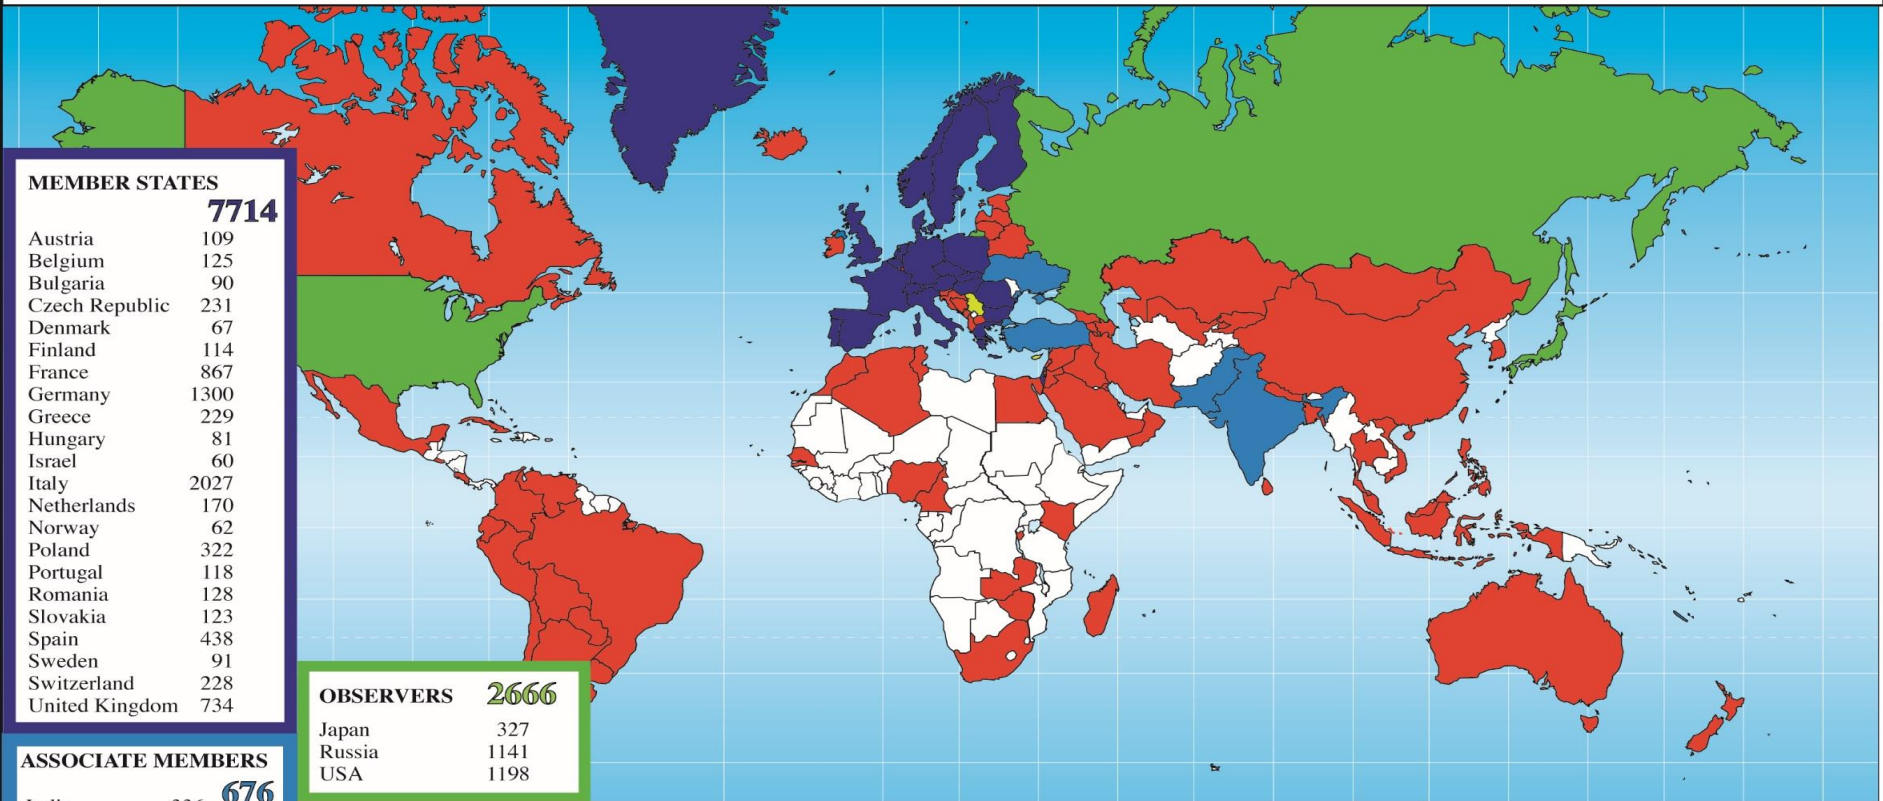 MEMBER STATES
7714
Austria 109
Belgium 125
Bulgaria 90
Czech Republic 231
Denmark 67
Finland 114
France 867
Germany 1300
Greece 229
Hungary 81
Israel 60
Italy 2027
Netherlands 170
Norway 62
Poland 322
Portugal 118
Romania 128
Slovakia 123
Spain 438
Sweden 91
Switzerland 228
United Kingdom 734
ASSOCIATE MEMBERS
676
OBSERVERS 2666
Japan 327
Russia 1141
USA 1198